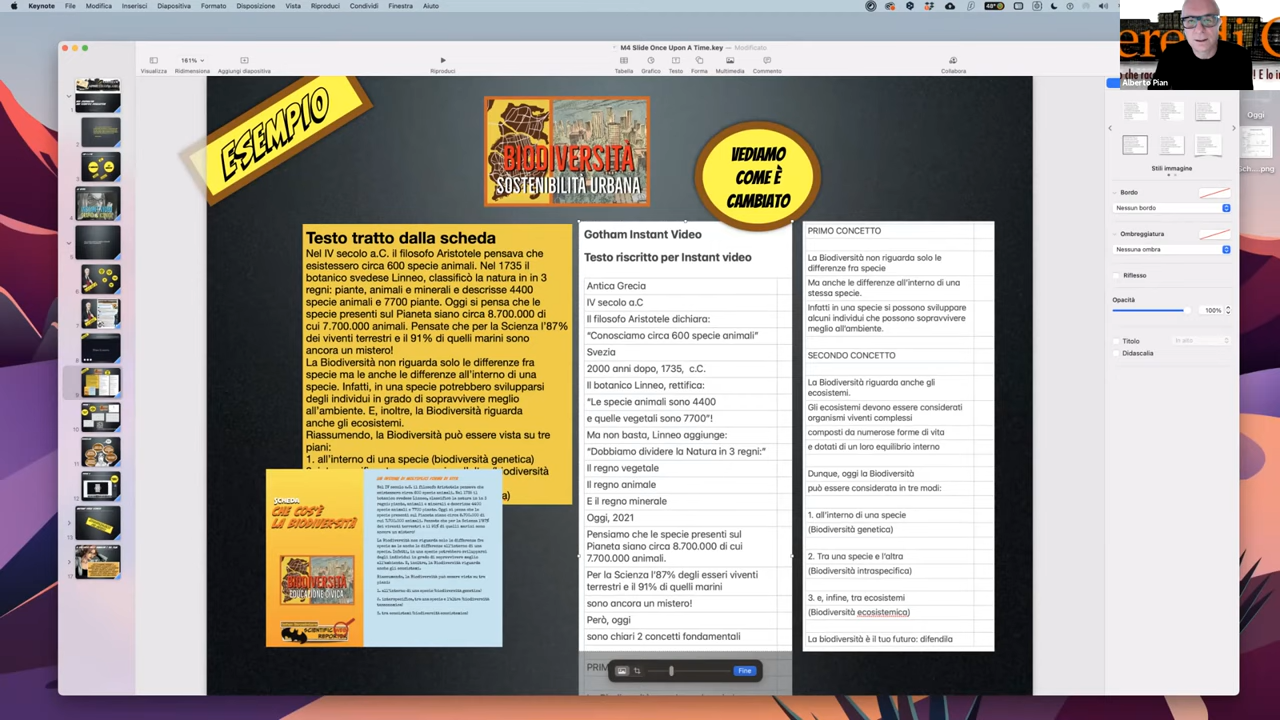 Keynote File Modifica Inserisci Diapositiva Formato Disposizione Vista Riproduci Condividi Finestra Aiuto
48°
M4 Slide Once Upon A Time.key — Modificato
161%
Visualizza Ridimensiona Aggiungi diapositiva Riproduci Tabella Grafico Testo Forma Multimedia Commento Collabora
Alberto Pian
ESEMPIO
BIODIVERSITÀ
SOSTENIBILITÀ URBANA
VEDIAMO
COME È
CAMBIATO
Testo tratto dalla scheda
Nel IV secolo a.C. il filosofo Aristotele pensava che
esistessero circa 600 specie animali. Nel 1735 il
botanico svedese Linneo, classificò la natura in in 3
regni: piante, animali e minerali e descrisse 4400
specie animali e 7700 piante. Oggi si pensa che le
specie presenti sul Pianeta siano circa 8.700.000 di
cui 7.700.000 animali. Pensate che per la Scienza l'87%
dei viventi terrestri e il 91% di quelli marini sono
ancora un mistero!
La Biodiversità non riguarda solo le differenze fra
specie ma le anche le differenze all'interno di una
specie. Infatti, in una specie potrebbero svilupparsi
degli individui in grado di sopravvivere meglio
all'ambiente. E, inoltre, la Biodiversità riguarda
anche gli ecosistemi.
Riassumendo, la Biodiversità può essere vista su tre
piani:
1. all'interno di una specie (biodiversità genetica)
SCHEDA
CHE COS'È
LA BIODIVERSITÀ
BIODIVERSITÀ
EDUCAZIONE CIVICA
SCIENTIFIC REPORTER
Gotham Instant Video
Testo riscritto per Instant video
Antica Grecia
IV secolo a.C
Il filosofo Aristotele dichiara:
“Conosciamo circa 600 specie animali”
Svezia
2000 anni dopo, 1735, c.C.
Il botanico Linneo, rettifica:
“Le specie animali sono 4400
e quelle vegetali sono 7700”!
Ma non basta, Linneo aggiunge:
“Dobbiamo dividere la Natura in 3 regni:”
Il regno vegetale
Il regno animale
E il regno minerale
Oggi, 2021
Pensiamo che le specie presenti sul
Pianeta siano circa 8.700.000 di cui
7.700.000 animali.
Per la Scienza l'87% degli esseri viventi
terrestri e il 91% di quelli marini
sono ancora un mistero!
Però, oggi
sono chiari 2 concetti fondamentali
PRIM
Fine
PRIMO CONCETTO
La Biodiversità non riguarda solo le
differenze fra specie
Ma anche le differenze all'interno di una
stessa specie.
Infatti in una specie si possono sviluppare
alcuni individui che possono sopravvivere
meglio all'ambiente.
SECONDO CONCETTO
La Biodiversità riguarda anche gli
ecosistemi.
Gli ecosistemi devono essere considerati
organismi viventi complessi
composti da numerose forme di vita
e dotati di un loro equilibrio interno
Dunque, oggi la Biodiversità
può essere considerata in tre modi:
1. all'interno di una specie
(Biodiversità genetica)
2. Tra una specie e l'altra
(Biodiversità intraspecifica)
3. e, infine, tra ecosistemi
(Biodiversità ecosistemica)
La biodiversità è il tuo futuro: difendila
Stili immagine
Bordo
Nessun bordo
Ombreggiatura
Nessuna ombra
Riflesso
Opacità
100%
Titolo In alto
Didascalia
Oggi
Sch....png